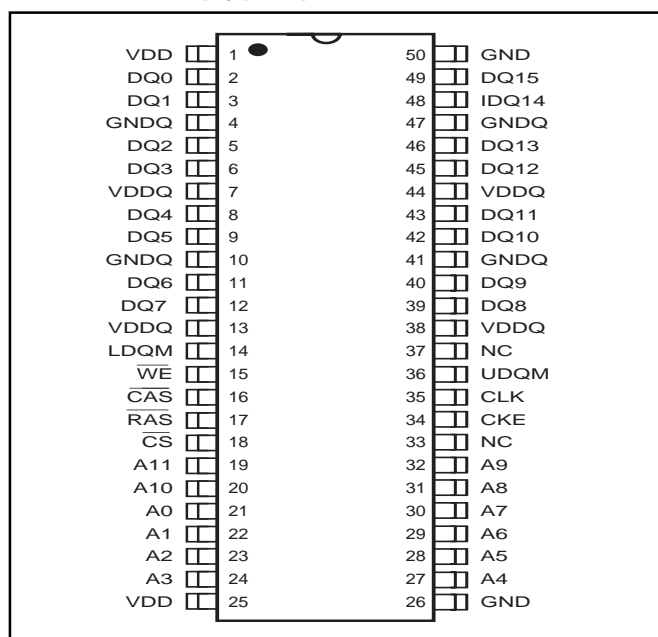 VDD 1 50 GND
DQ0 2 49 DQ15
DQ1 3 48 IDQ14
GNDQ 4 47 GNDQ
DQ2 5 46 DQ13
DQ3 6 45 DQ12
VDDQ 7 44 VDDQ
DQ4 8 43 DQ11
DQ5 9 42 DQ10
GNDQ 10 41 GNDQ
DQ6 11 40 DQ9
DQ7 12 39 DQ8
VDDQ 13 38 VDDQ
LDQM 14 37 NC
W̅E̅ 15 36 UDQM
C̅A̅S̅ 16 35 CLK
R̅A̅S̅ 17 34 CKE
C̅S̅ 18 33 NC
A11 19 32 A9
A10 20 31 A8
A0 21 30 A7
A1 22 29 A6
A2 23 28 A5
A3 24 27 A4
VDD 25 26 GND